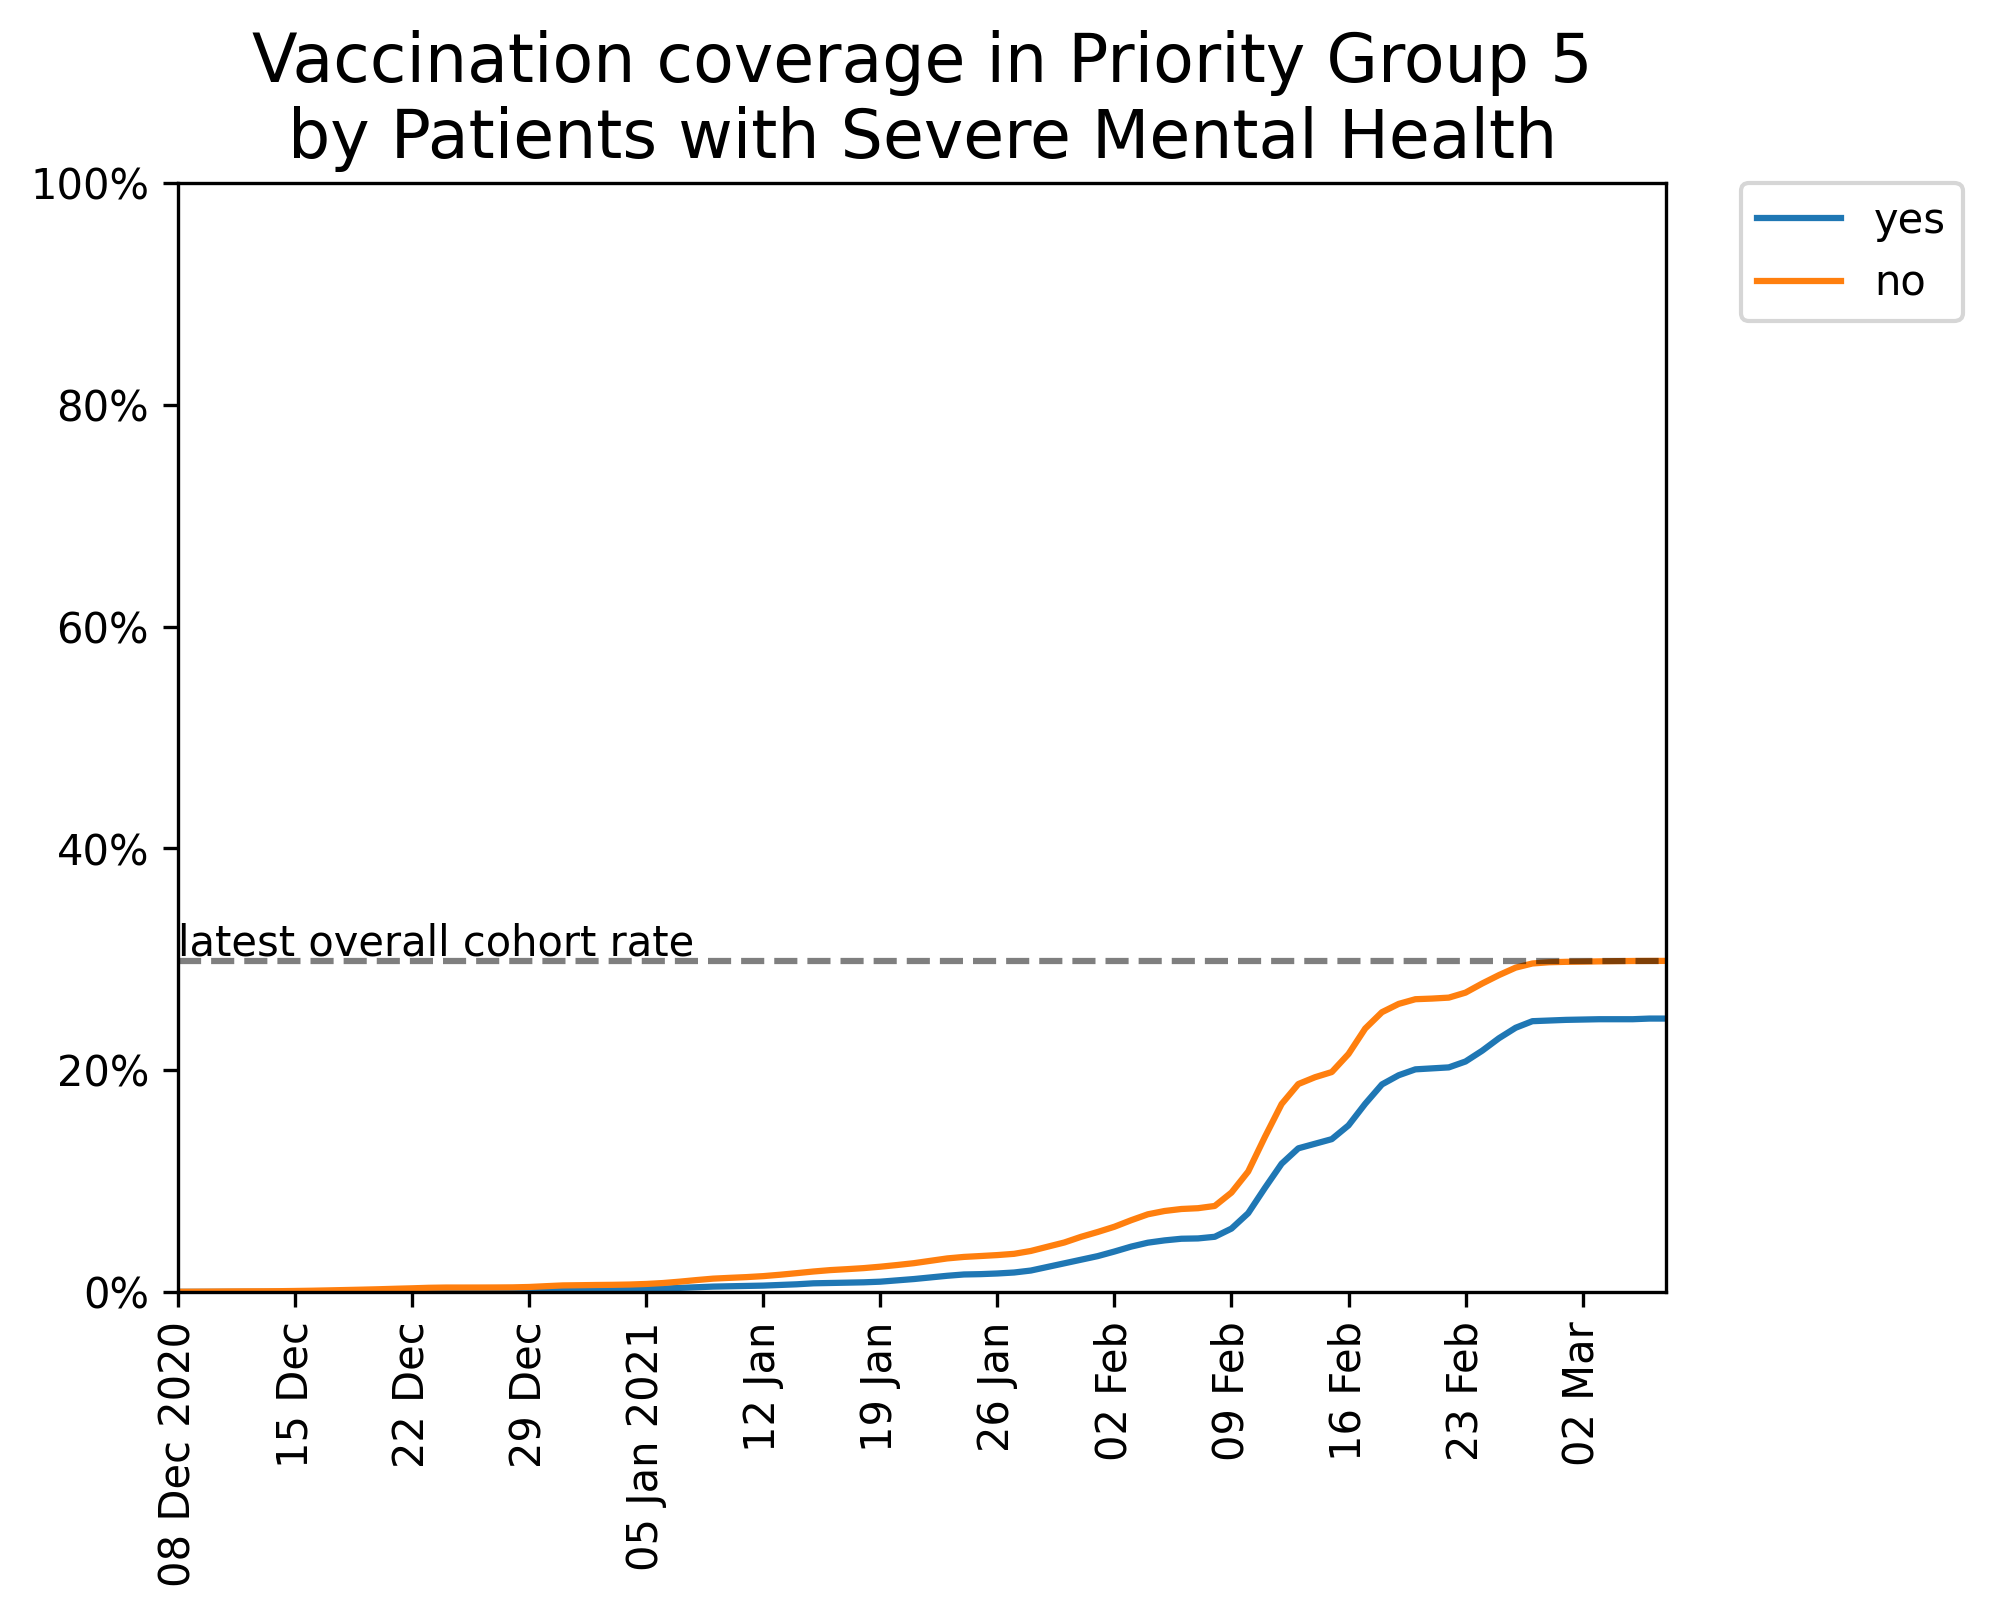 Vaccination coverage in Priority Group 5
by Patients with Severe Mental Health
100%
80%
60%
40%
20%
0%
latest overall cohort rate
yes
no
08 Dec 2020
15 Dec
22 Dec
29 Dec
05 Jan 2021
12 Jan
19 Jan
26 Jan
02 Feb
09 Feb
16 Feb
23 Feb
02 Mar